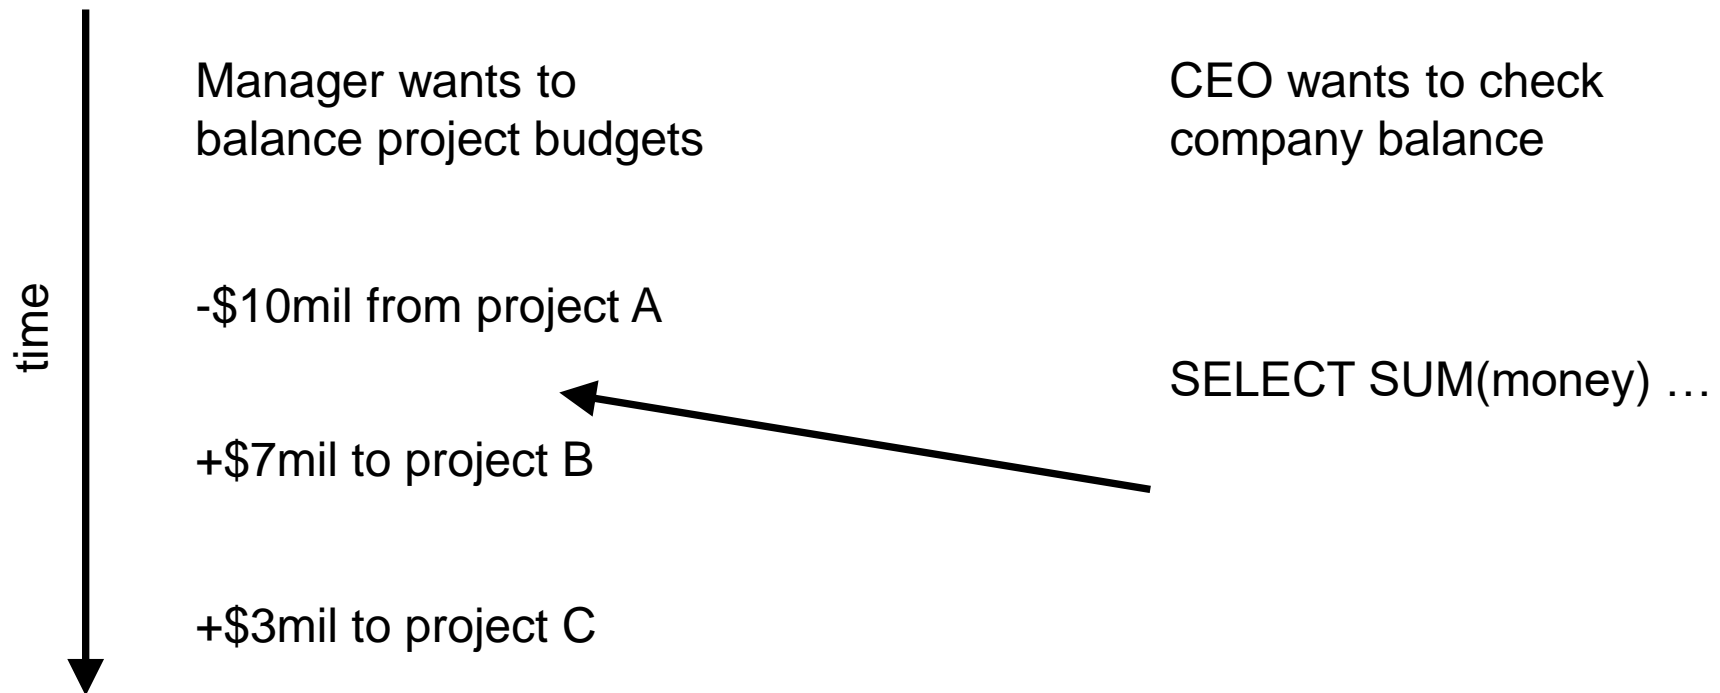 time
Manager wants to
balance project budgets
-$10mil from project A
+$7mil to project B
+$3mil to project C
CEO wants to check
company balance
SELECT SUM(money) …